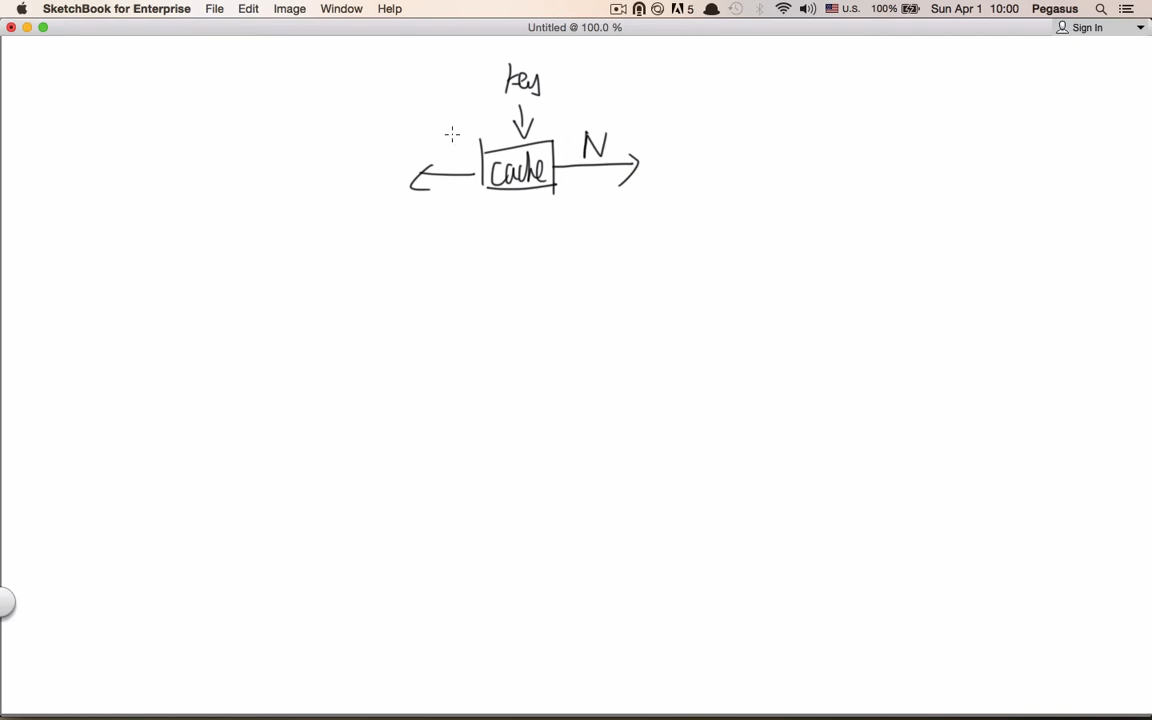 SketchBook for Enterprise File Edit Image Window Help 5 U.S. 100% Sun Apr 1 10:00 Pegasus
Untitled @ 100.0 % Sign In
key
N
cache